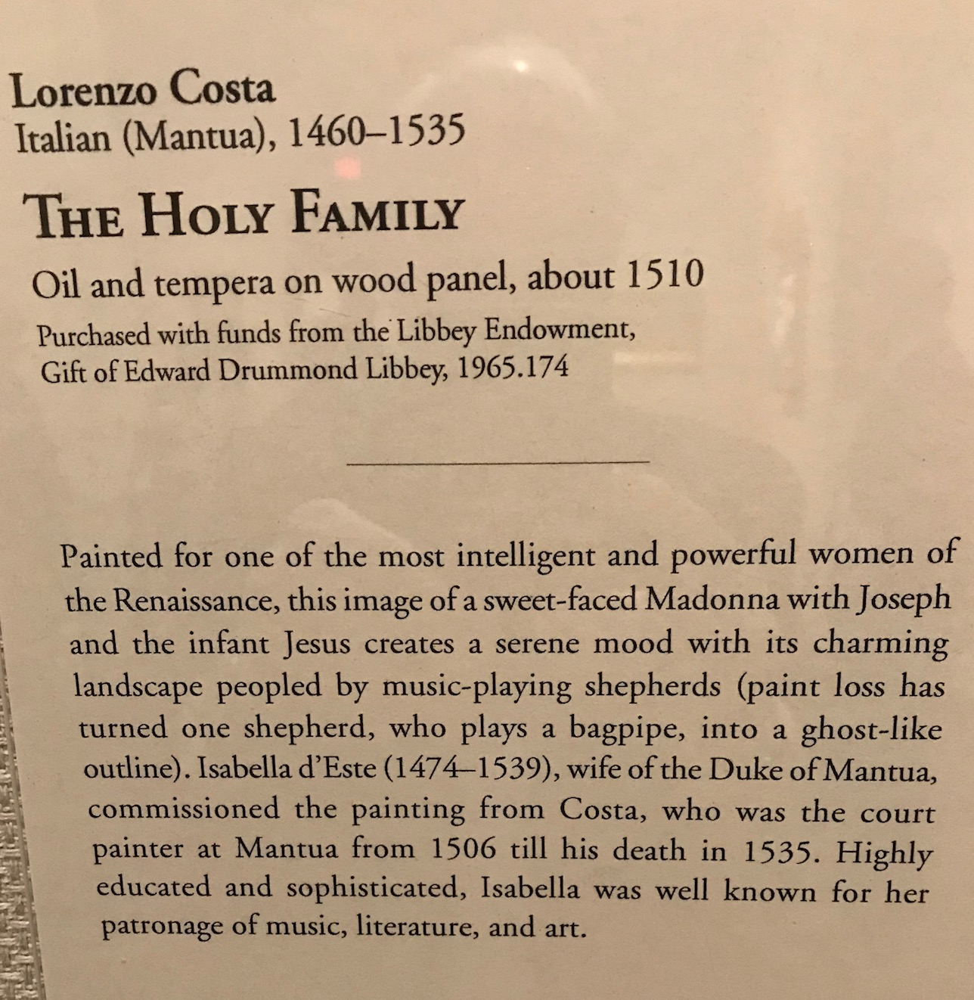 Lorenzo Costa
Italian (Mantua), 1460–1535
The Holy Family
Oil and tempera on wood panel, about 1510
Purchased with funds from the Libbey Endowment,
Gift of Edward Drummond Libbey, 1965.174
Painted for one of the most intelligent and powerful women of
the Renaissance, this image of a sweet-faced Madonna with Joseph
and the infant Jesus creates a serene mood with its charming
landscape peopled by music-playing shepherds (paint loss has
turned one shepherd, who plays a bagpipe, into a ghost-like
outline). Isabella d’Este (1474–1539), wife of the Duke of Mantua,
commissioned the painting from Costa, who was the court
painter at Mantua from 1506 till his death in 1535. Highly
educated and sophisticated, Isabella was well known for her
patronage of music, literature, and art.